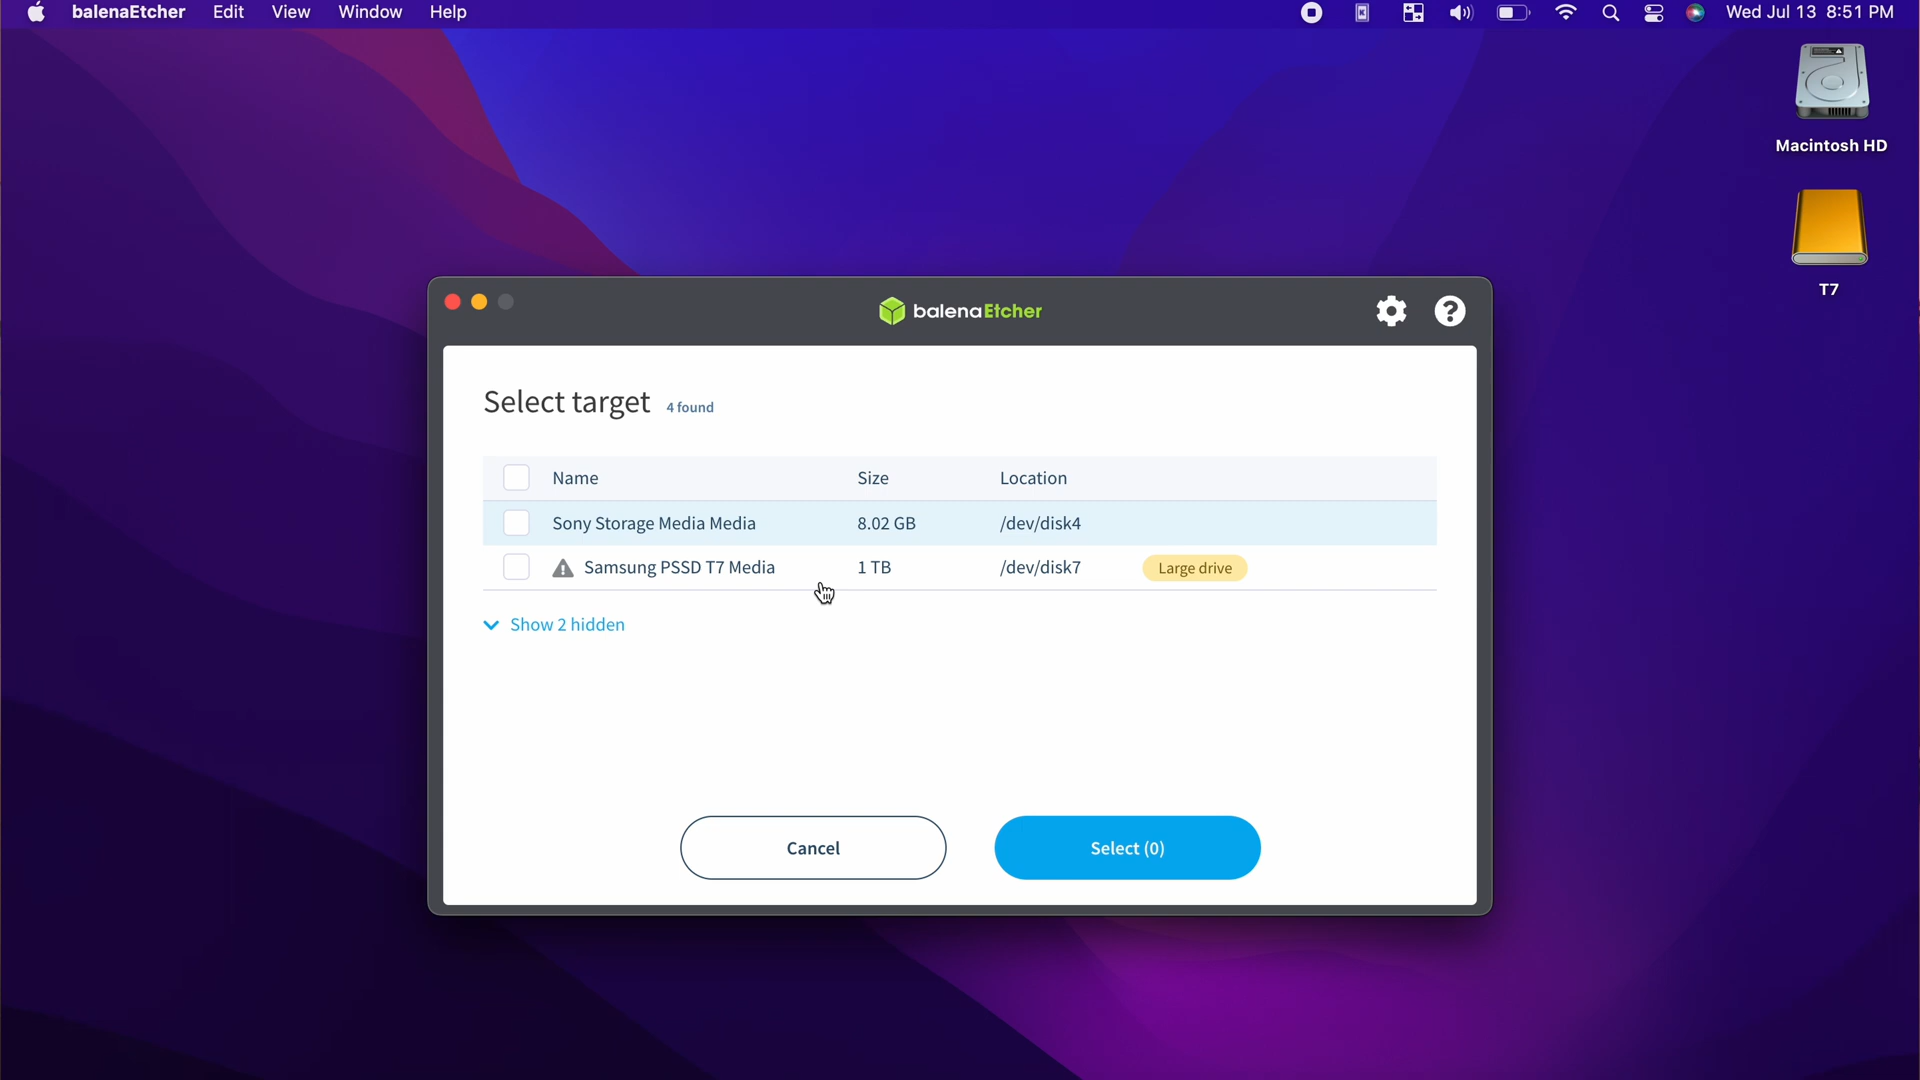 balenaEtcher Edit View Window Help Wed Jul 13 8:51 PM
Macintosh HD
T7
balenaEtcher
Select target 4 found
Name Size Location
Sony Storage Media Media 8.02 GB /dev/disk4
Samsung PSSD T7 Media 1 TB /dev/disk7 Large drive
Show 2 hidden
Cancel Select (0)